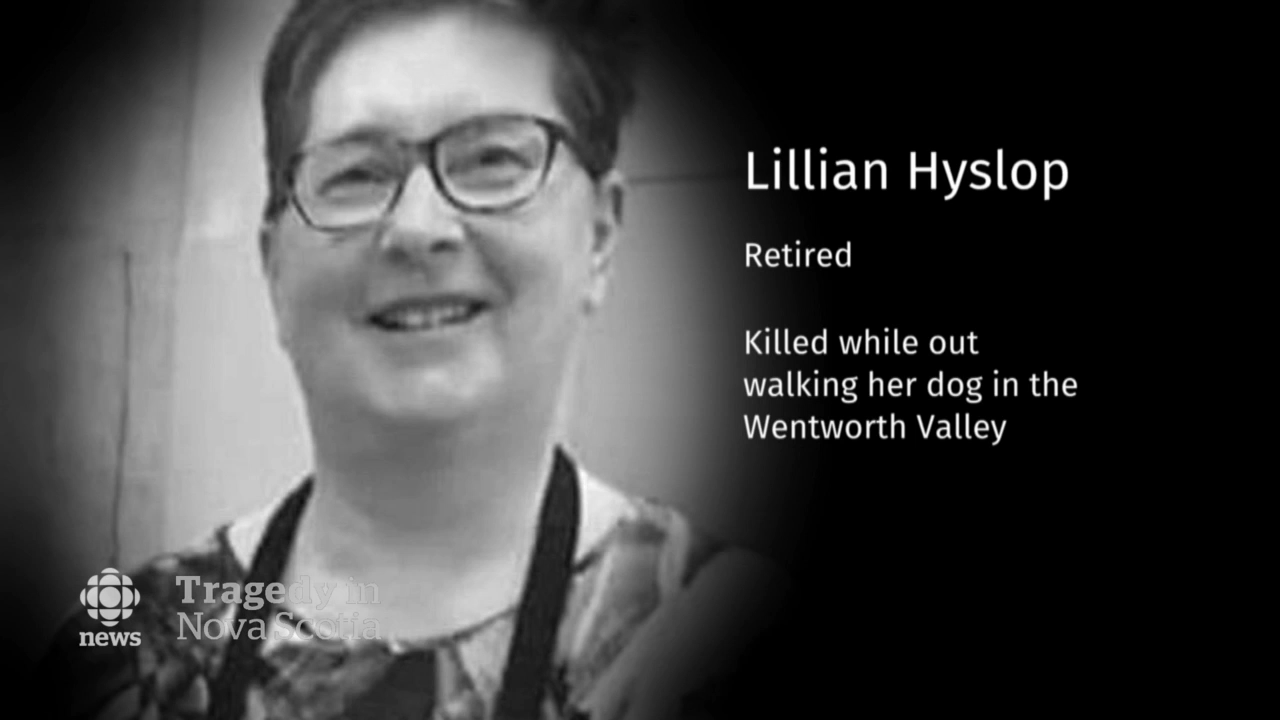 Lillian Hyslop
Retired
Killed while out
walking her dog in the
Wentworth Valley
news
Tragedy in
Nova Scotia